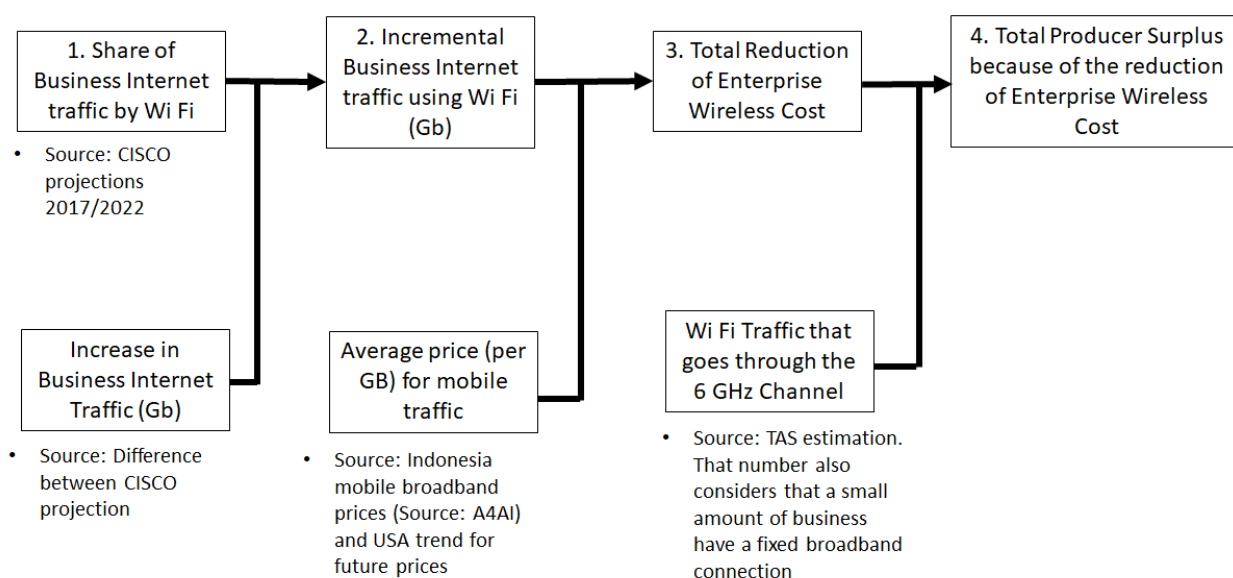 1. Share of
Business Internet
traffic by Wi Fi
• Source: CISCO
projections
2017/2022
2. Incremental
Business Internet
traffic using Wi Fi
(Gb)
3. Total Reduction
of Enterprise
Wireless Cost
4. Total Producer Surplus
because of the reduction
of Enterprise Wireless
Cost
Increase in
Business Internet
Traffic (Gb)
• Source: Difference
between CISCO
projection
Average price (per
GB) for mobile
traffic
• Source: Indonesia
mobile broadband
prices (Source: A4AI)
and USA trend for
future prices
Wi Fi Traffic that
goes through the
6 GHz Channel
• Source: TAS estimation.
That number also
considers that a small
amount of business
have a fixed broadband
connection